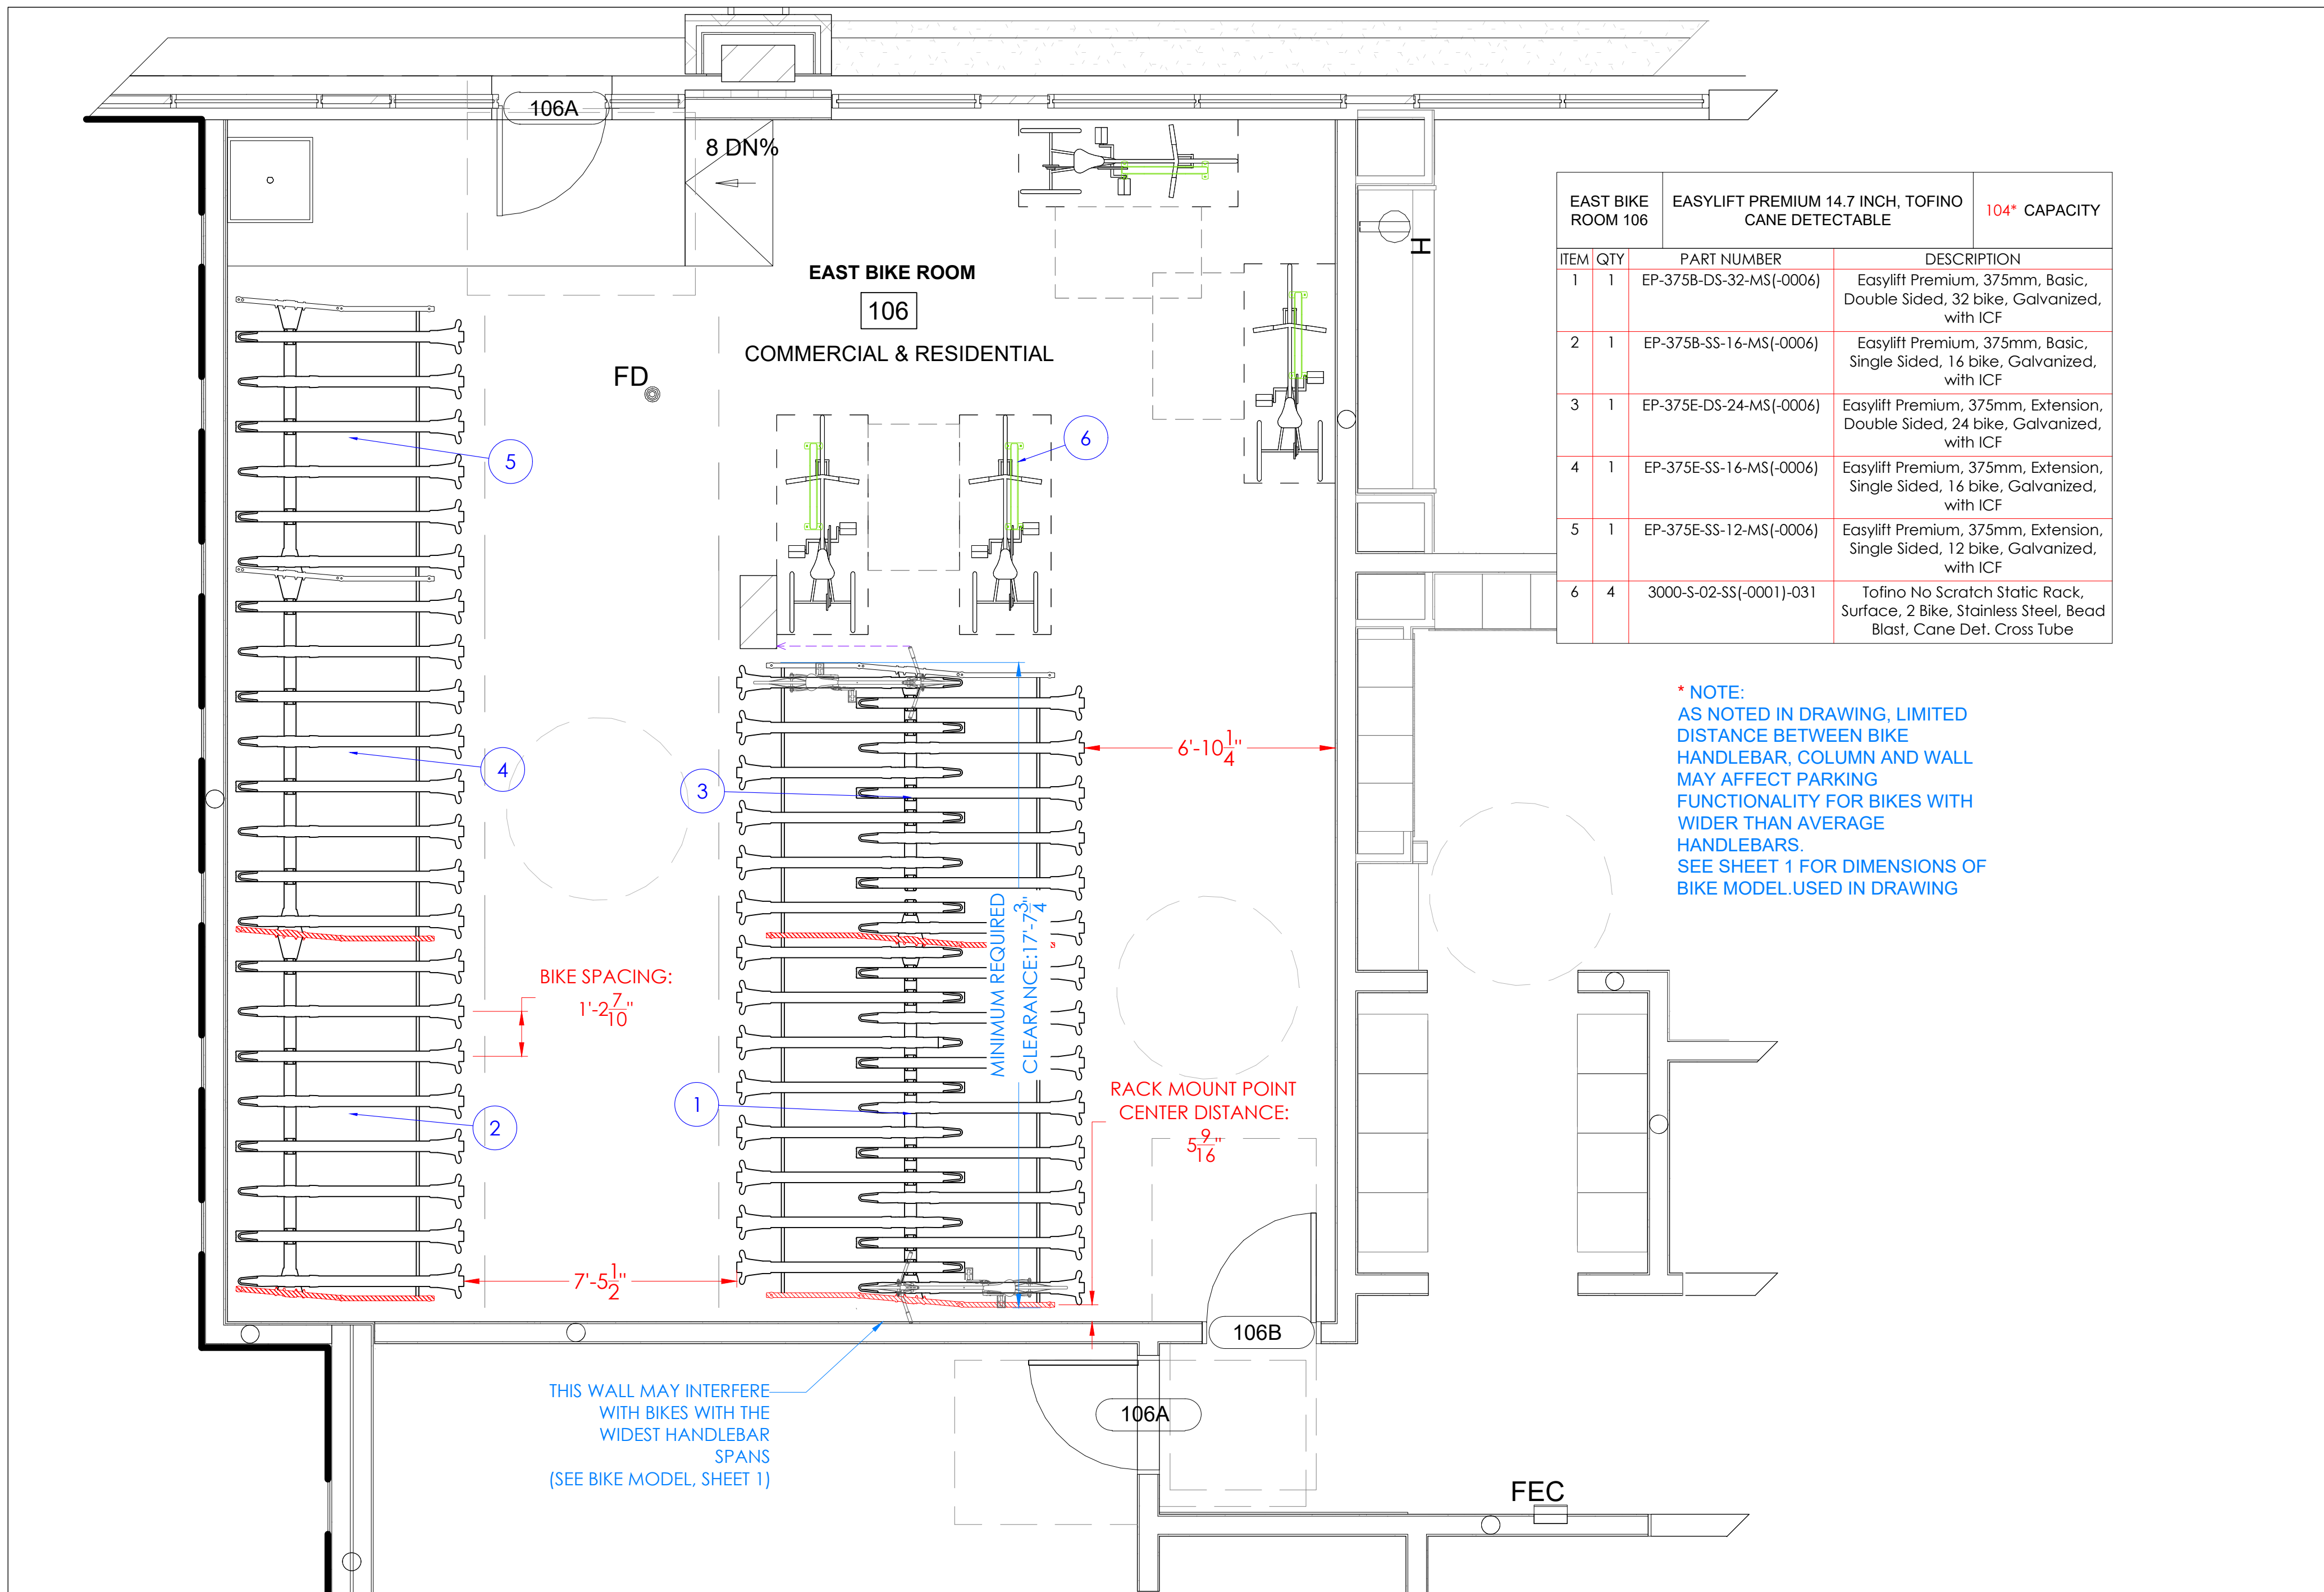 106A
8 DN%
EAST BIKE ROOM
106
COMMERCIAL & RESIDENTIAL
FD
H
5
6
4
3
2
1
6'-10 1/4"
MINIMUM REQUIRED
CLEARANCE:17'-7 3/4"
BIKE SPACING:
1'-2 7/10"
RACK MOUNT POINT
CENTER DISTANCE:
5 9/16"
7'-5 1/2"
106B
106A
THIS WALL MAY INTERFERE
WITH BIKES WITH THE
WIDEST HANDLEBAR
SPANS
(SEE BIKE MODEL, SHEET 1)
FEC
EAST BIKE
ROOM 106
EASYLIFT PREMIUM 14.7 INCH, TOFINO
CANE DETECTABLE
104* CAPACITY
ITEM QTY PART NUMBER DESCRIPTION
1 1 EP-375B-DS-32-MS(-0006) Easylift Premium, 375mm, Basic,
Double Sided, 32 bike, Galvanized,
with ICF
2 1 EP-375B-SS-16-MS(-0006) Easylift Premium, 375mm, Basic,
Single Sided, 16 bike, Galvanized,
with ICF
3 1 EP-375E-DS-24-MS(-0006) Easylift Premium, 375mm, Extension,
Double Sided, 24 bike, Galvanized,
with ICF
4 1 EP-375E-SS-16-MS(-0006) Easylift Premium, 375mm, Extension,
Single Sided, 16 bike, Galvanized,
with ICF
5 1 EP-375E-SS-12-MS(-0006) Easylift Premium, 375mm, Extension,
Single Sided, 12 bike, Galvanized,
with ICF
6 4 3000-S-02-SS(-0001)-031 Tofino No Scratch Static Rack,
Surface, 2 Bike, Stainless Steel, Bead
Blast, Cane Det. Cross Tube
* NOTE:
AS NOTED IN DRAWING, LIMITED
DISTANCE BETWEEN BIKE
HANDLEBAR, COLUMN AND WALL
MAY AFFECT PARKING
FUNCTIONALITY FOR BIKES WITH
WIDER THAN AVERAGE
HANDLEBARS.
SEE SHEET 1 FOR DIMENSIONS OF
BIKE MODEL.USED IN DRAWING